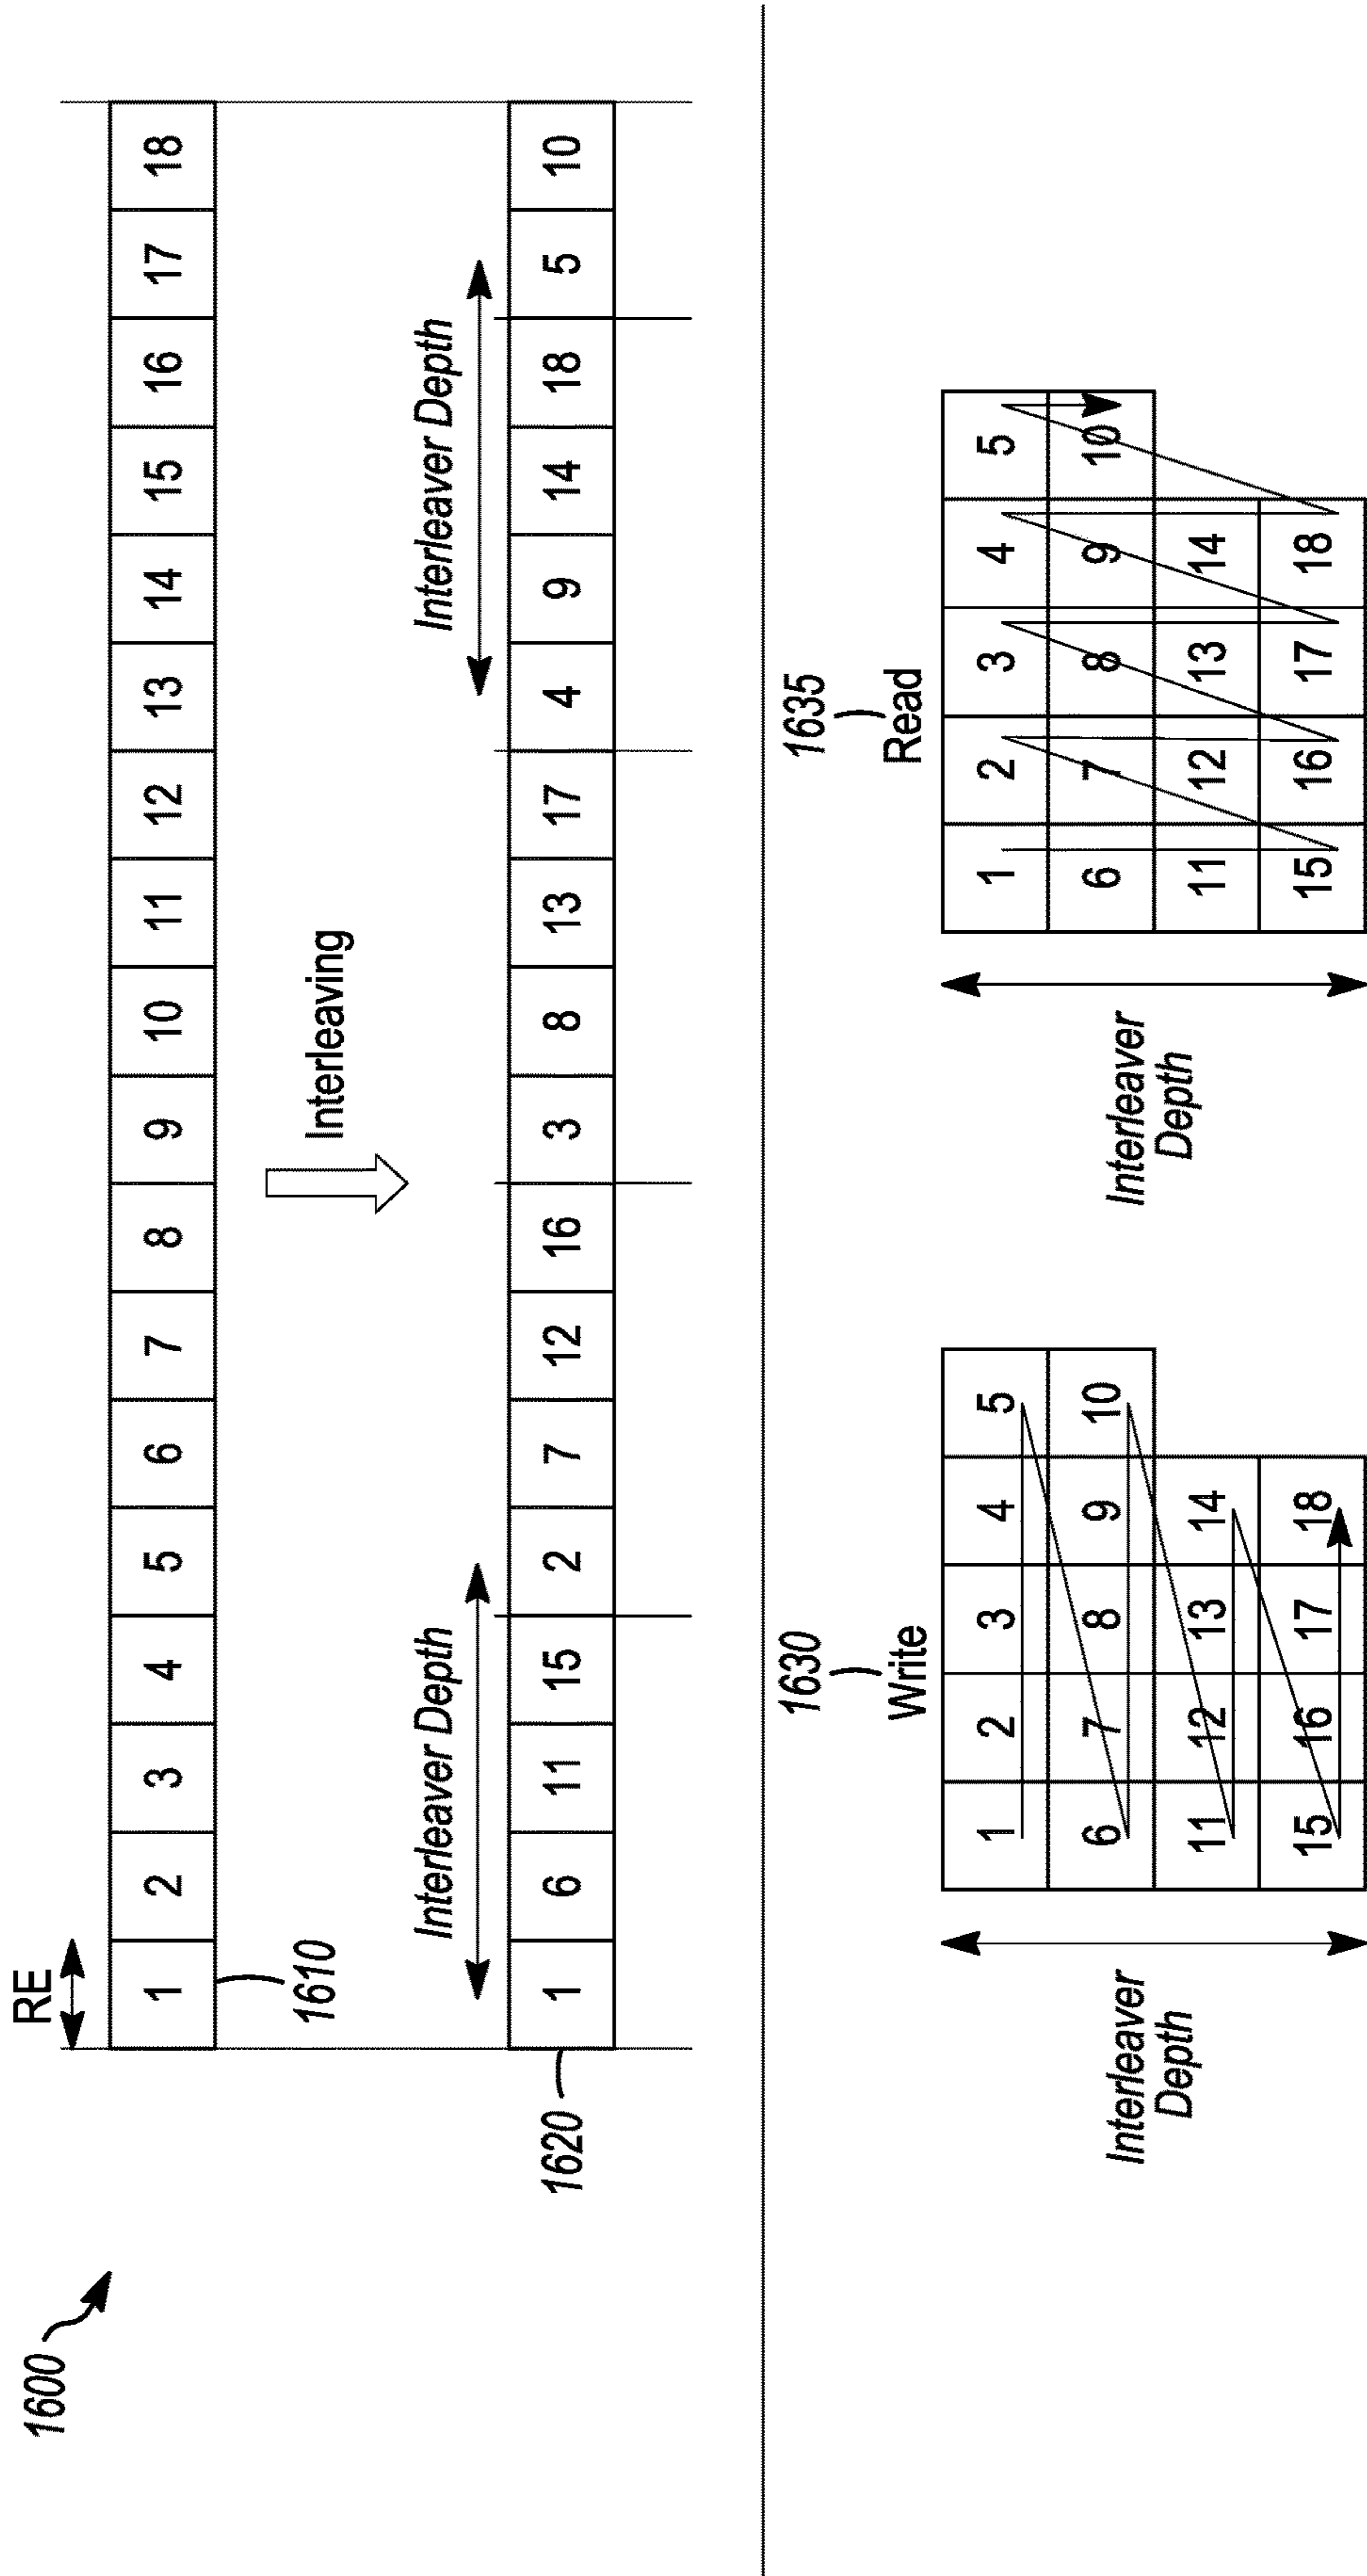 1600
RE
1 2 3 4 5 6 7 8 9 10 11 12 13 14 15 16 17 18
1610
Interleaving
Interleaver Depth
Interleaver Depth
1620
1 6 11 15 2 7 12 16 3 8 13 17 4 9 14 18 5 10
1630
Write
Interleaver
Depth
1 2 3 4 5
6 7 8 9 10
11 12 13 14
15 16 17 18
1635
Read
Interleaver
Depth
1 2 3 4 5
6 7 8 9 10
11 12 13 14
15 16 17 18